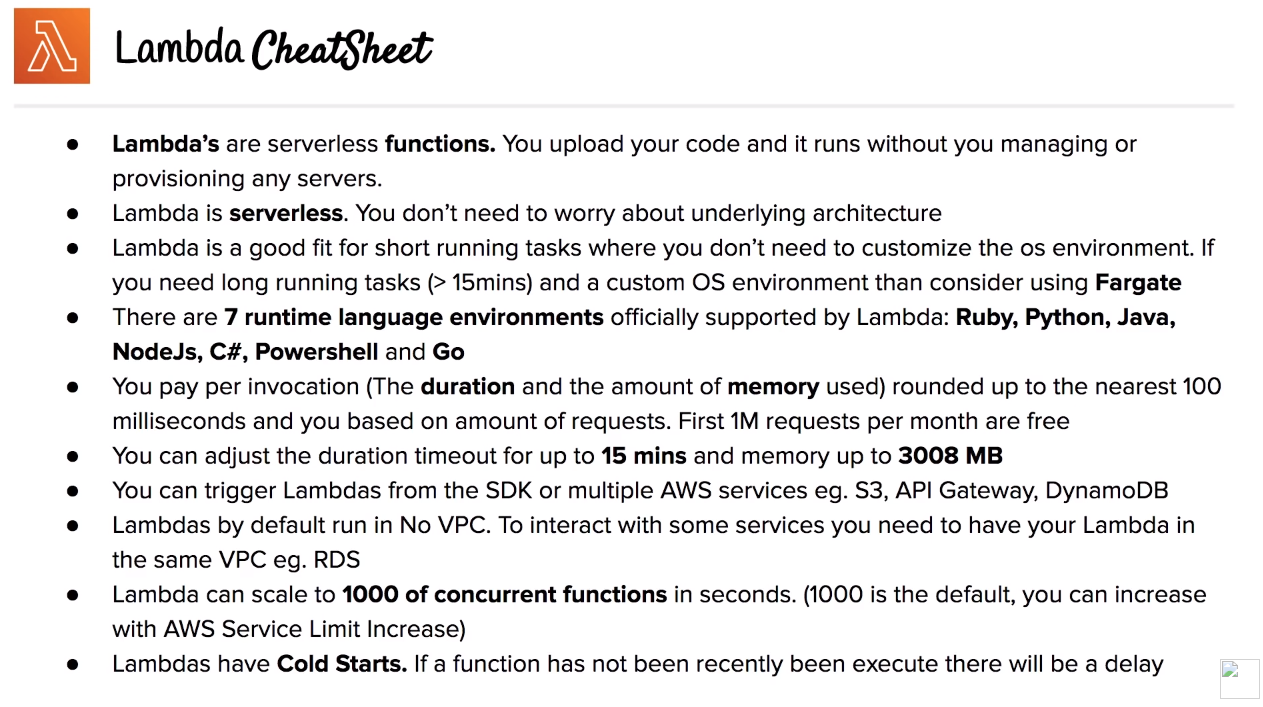 Lambda CheatSheet
● Lambda’s are serverless functions. You upload your code and it runs without you managing or
provisioning any servers.
● Lambda is serverless. You don’t need to worry about underlying architecture
● Lambda is a good fit for short running tasks where you don’t need to customize the os environment. If
you need long running tasks (> 15mins) and a custom OS environment than consider using Fargate
● There are 7 runtime language environments officially supported by Lambda: Ruby, Python, Java,
NodeJs, C#, Powershell and Go
● You pay per invocation (The duration and the amount of memory used) rounded up to the nearest 100
milliseconds and you based on amount of requests. First 1M requests per month are free
● You can adjust the duration timeout for up to 15 mins and memory up to 3008 MB
● You can trigger Lambdas from the SDK or multiple AWS services eg. S3, API Gateway, DynamoDB
● Lambdas by default run in No VPC. To interact with some services you need to have your Lambda in
the same VPC eg. RDS
● Lambda can scale to 1000 of concurrent functions in seconds. (1000 is the default, you can increase
with AWS Service Limit Increase)
● Lambdas have Cold Starts. If a function has not been recently been execute there will be a delay